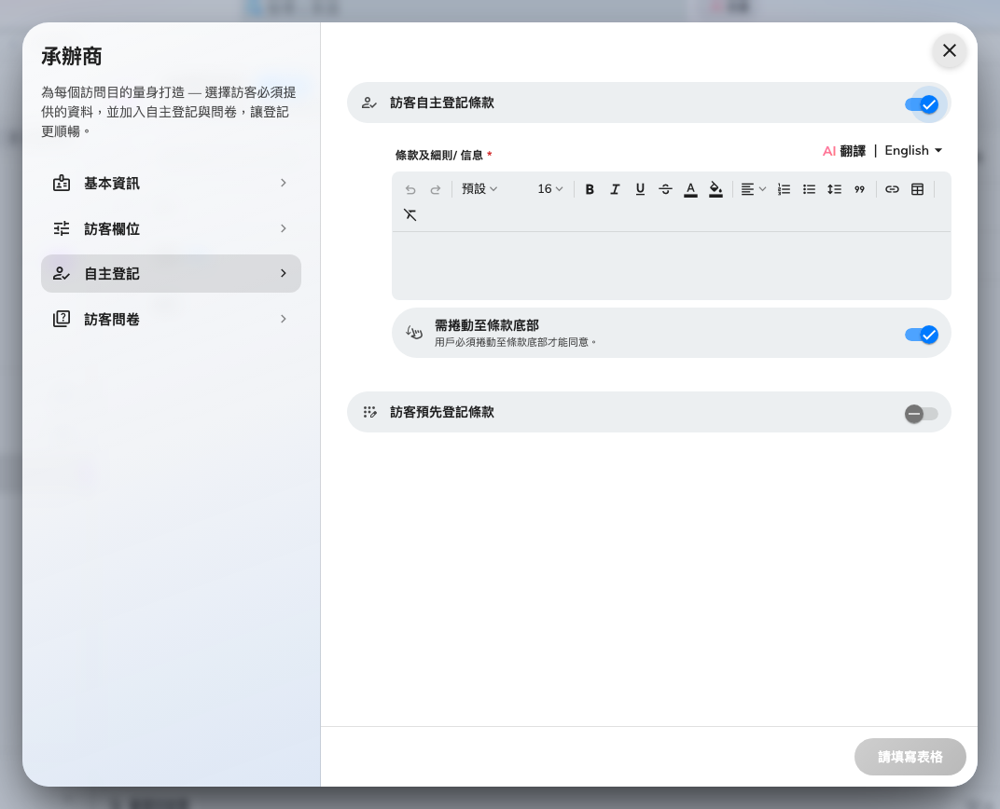 承辦商
為每個訪問目的量身打造 — 選擇訪客必須提
供的資料，並加入自主登記與問卷，讓登記
更順暢。
基本資訊
訪客欄位
自主登記
訪客問卷
訪客自主登記條款
條款及細則/ 信息 *
AI 翻譯 | English
預設 16 B I U S A
需捲動至條款底部
用戶必須捲動至條款底部才能同意。
訪客預先登記條款
請填寫表格